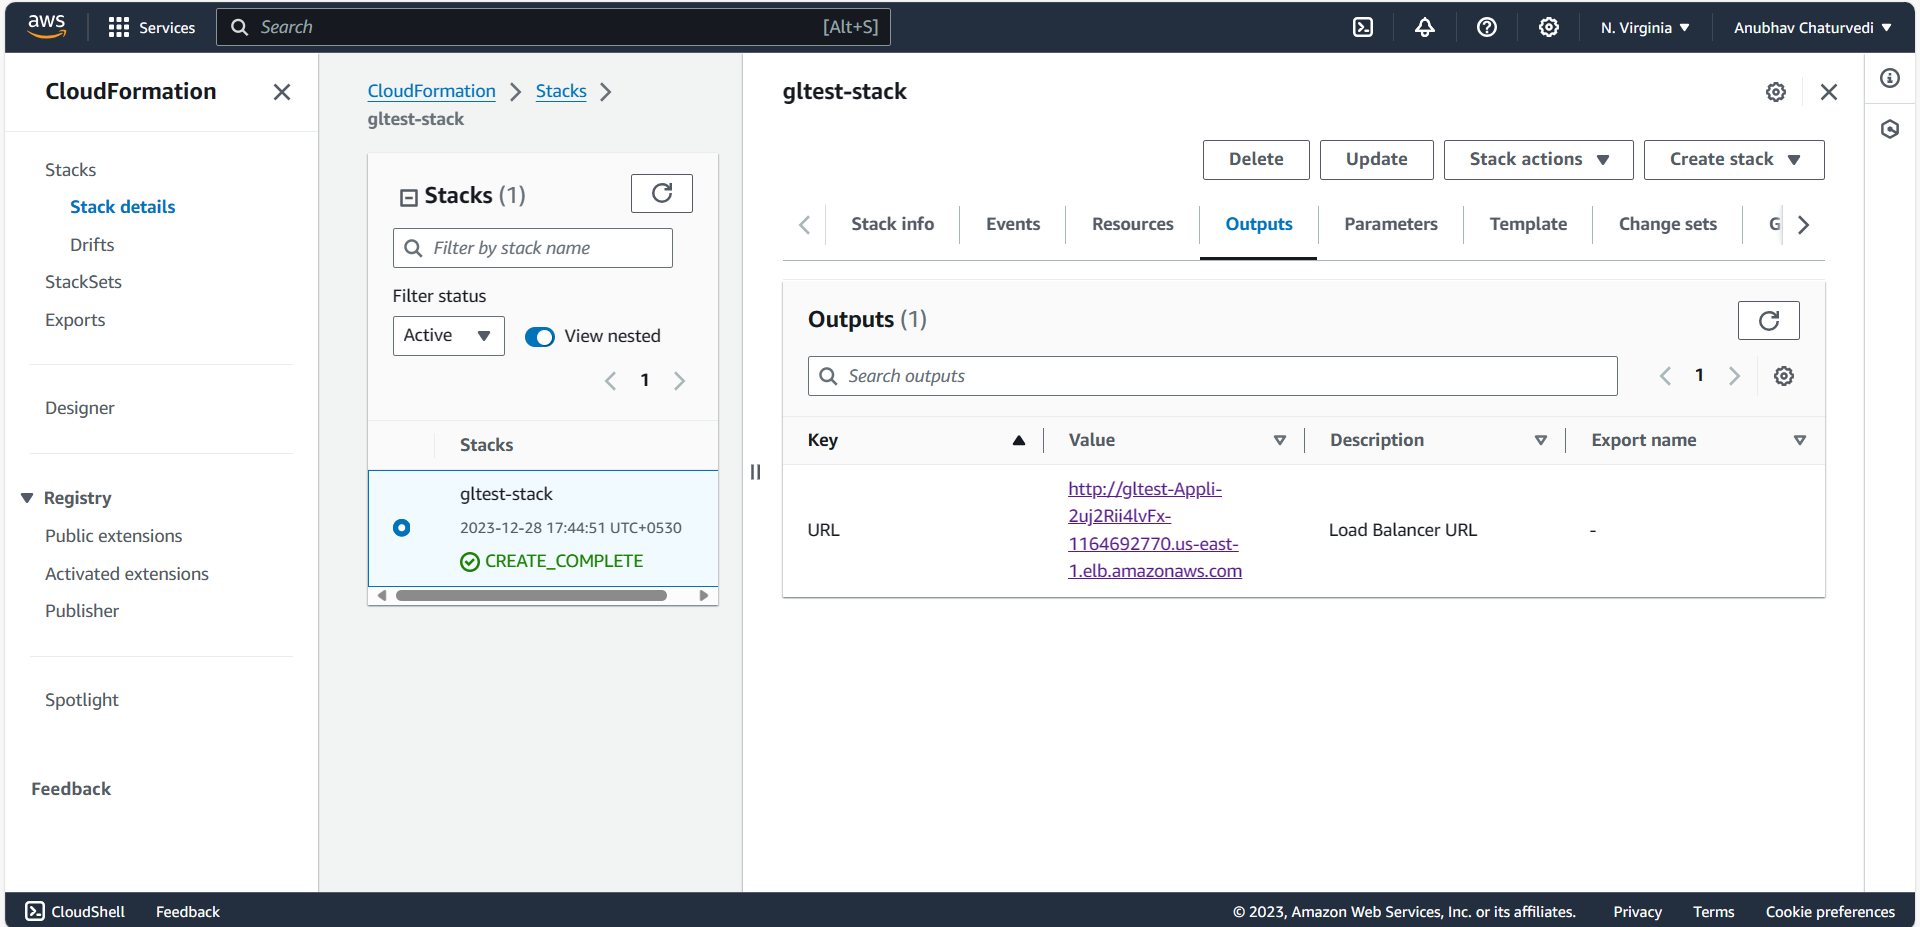 aws
Services
Search
[Alt+S]
N. Virginia
Anubhav Chaturvedi
CloudFormation
Stacks
Stack details
Drifts
StackSets
Exports
Designer
Registry
Public extensions
Activated extensions
Publisher
Spotlight
Feedback
CloudFormation
Stacks
gltest-stack
Stacks (1)
Filter by stack name
Filter status
Active
View nested
1
Stacks
gltest-stack
2023-12-28 17:44:51 UTC+0530
CREATE_COMPLETE
gltest-stack
Delete
Update
Stack actions
Create stack
Stack info
Events
Resources
Outputs
Parameters
Template
Change sets
G
Outputs (1)
Search outputs
1
Key
Value
Description
Export name
URL
http://gltest-Appli-
2uj2Rii4lvFx-
1164692770.us-east-
1.elb.amazonaws.com
Load Balancer URL
-
CloudShell
Feedback
© 2023, Amazon Web Services, Inc. or its affiliates.
Privacy
Terms
Cookie preferences